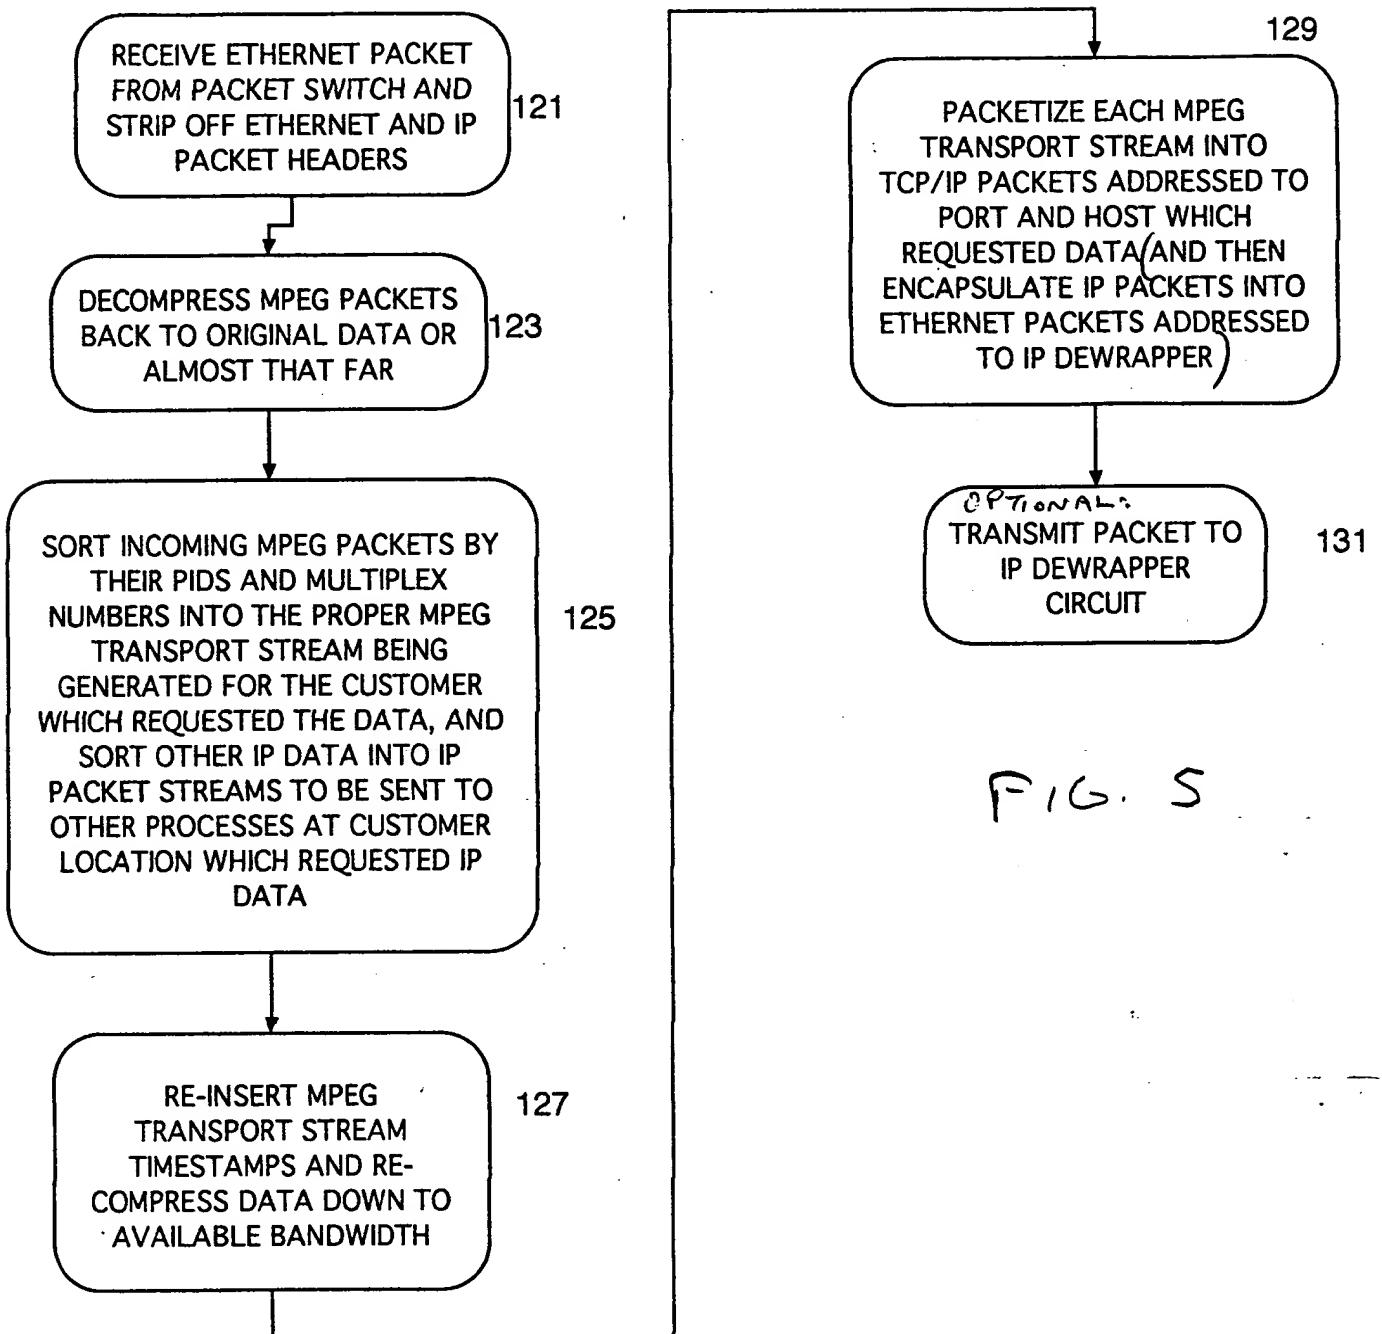 RECEIVE ETHERNET PACKET
FROM PACKET SWITCH AND
STRIP OFF ETHERNET AND IP
PACKET HEADERS
121
DECOMPRESS MPEG PACKETS
BACK TO ORIGINAL DATA OR
ALMOST THAT FAR
123
SORT INCOMING MPEG PACKETS BY
THEIR PIDS AND MULTIPLEX
NUMBERS INTO THE PROPER MPEG
TRANSPORT STREAM BEING
GENERATED FOR THE CUSTOMER
WHICH REQUESTED THE DATA, AND
SORT OTHER IP DATA INTO IP
PACKET STREAMS TO BE SENT TO
OTHER PROCESSES AT CUSTOMER
LOCATION WHICH REQUESTED IP
DATA
125
RE-INSERT MPEG
TRANSPORT STREAM
TIMESTAMPS AND RE-
COMPRESS DATA DOWN TO
AVAILABLE BANDWIDTH
127
129
PACKETIZE EACH MPEG
TRANSPORT STREAM INTO
TCP/IP PACKETS ADDRESSED TO
PORT AND HOST WHICH
REQUESTED DATA (AND THEN
ENCAPSULATE IP PACKETS INTO
ETHERNET PACKETS ADDRESSED
TO IP DEWRAPPER)
OPTIONAL:
TRANSMIT PACKET TO
IP DEWRAPPER
CIRCUIT
131
FIG. 5